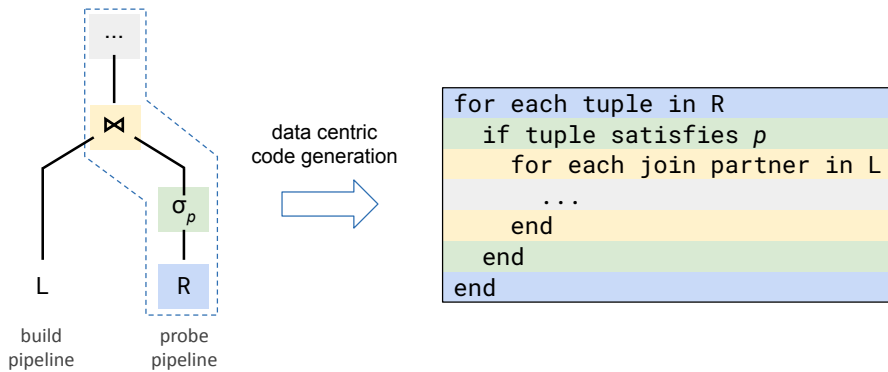 ...
⋈
σp
L
R
build
pipeline
probe
pipeline
data centric
code generation
for each tuple in R
if tuple satisfies p
for each join partner in L
...
end
end
end